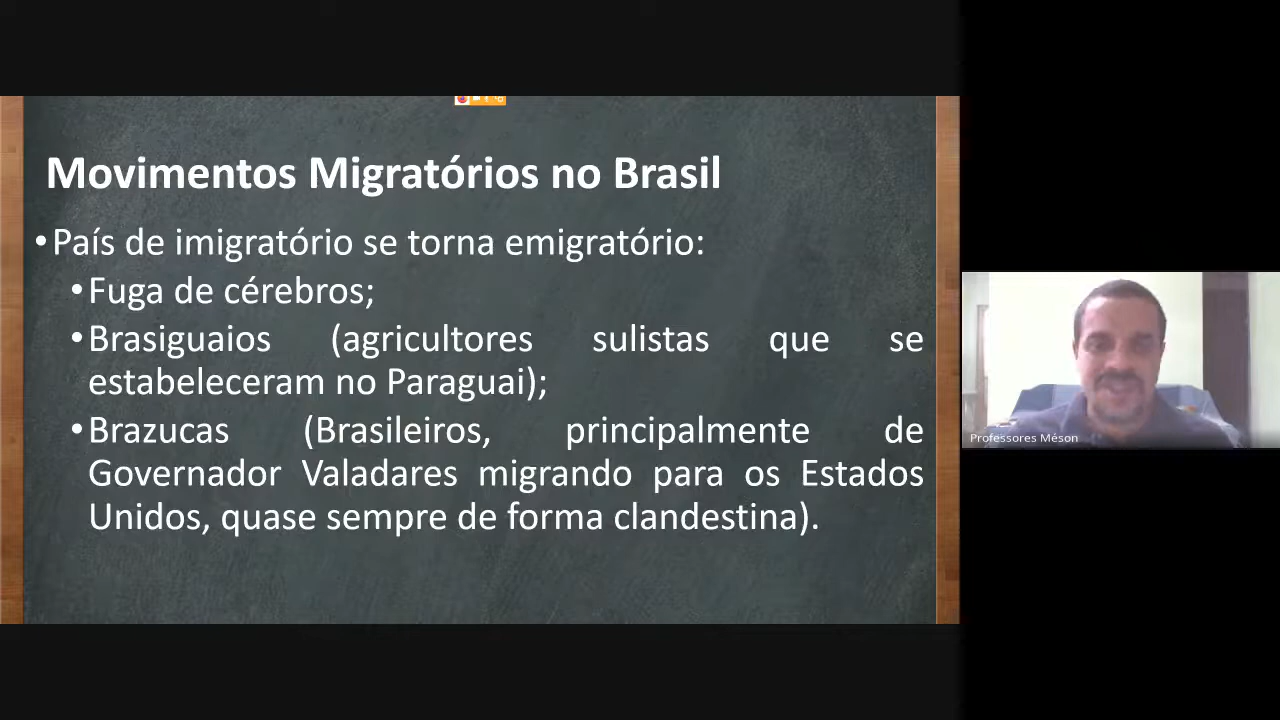 Movimentos Migratórios no Brasil
•País de imigratório se torna emigratório:
•Fuga de cérebros;
•Brasiguaios (agricultores sulistas que se
estabeleceram no Paraguai);
•Brazucas (Brasileiros, principalmente de
Governador Valadares migrando para os Estados
Unidos, quase sempre de forma clandestina).
Professores Méson